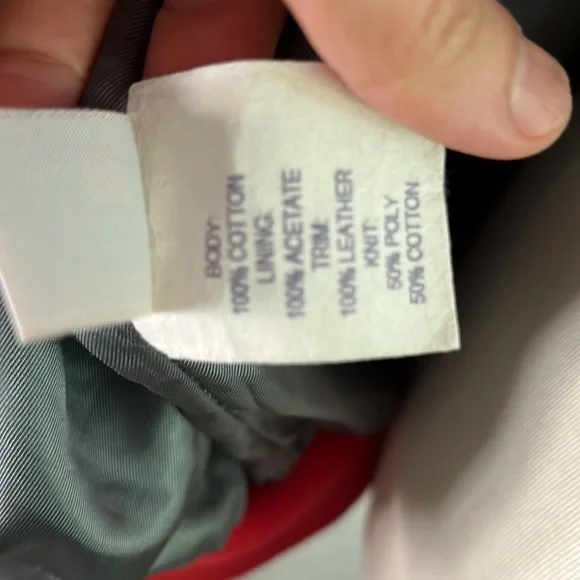 BODY:
100% COTTON
LINING:
100% ACETATE
TRIM:
100% LEATHER
KNIT:
50% POLY
50% COTTON